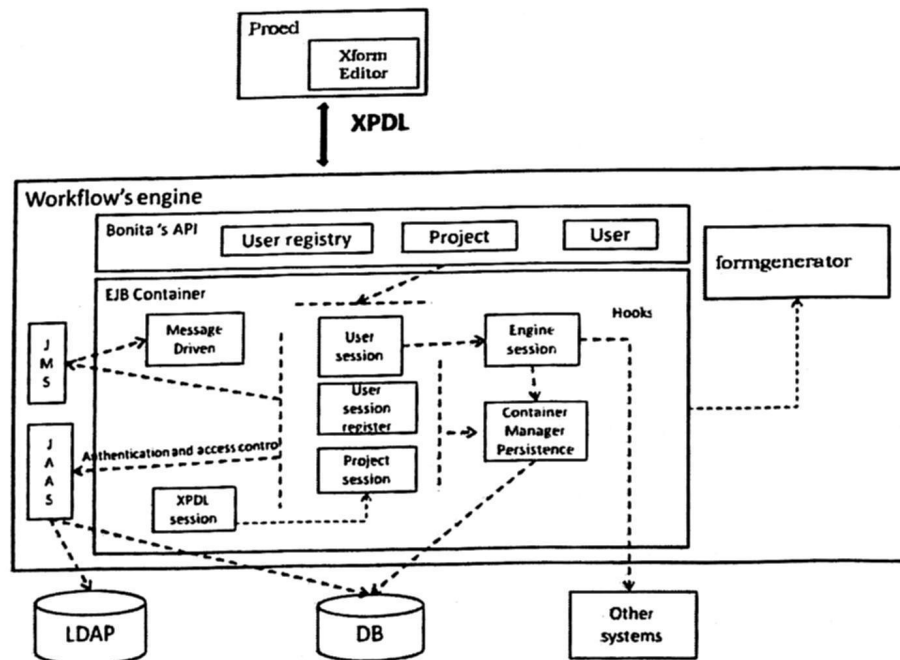 Proed
Xform
Editor
XPDL
Workflow's engine
Bonita 's API
User registry
Project
User
formgenerator
EJB Container
Hooks
J
M
S
Message
Driven
User
session
Engine
session
User
session
register
Container
Manager
Persistence
J
A
A
S
Authentication and access control
Project
session
XPDL
session
LDAP
DB
Other
systems